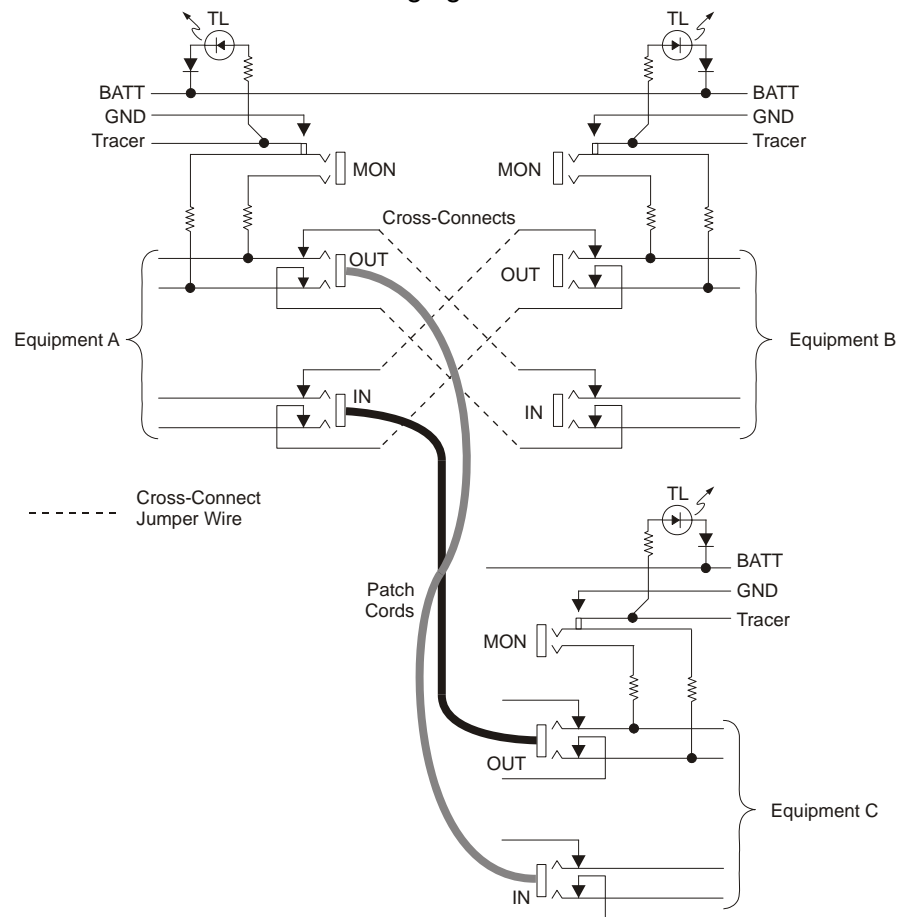 TL
TL
BATT
BATT
GND
GND
Tracer
Tracer
MON
MON
Cross-Connects
OUT
OUT
Equipment A
Equipment B
IN
IN
Cross-Connect
Jumper Wire
TL
BATT
Patch
Cords
GND
Tracer
MON
OUT
Equipment C
IN